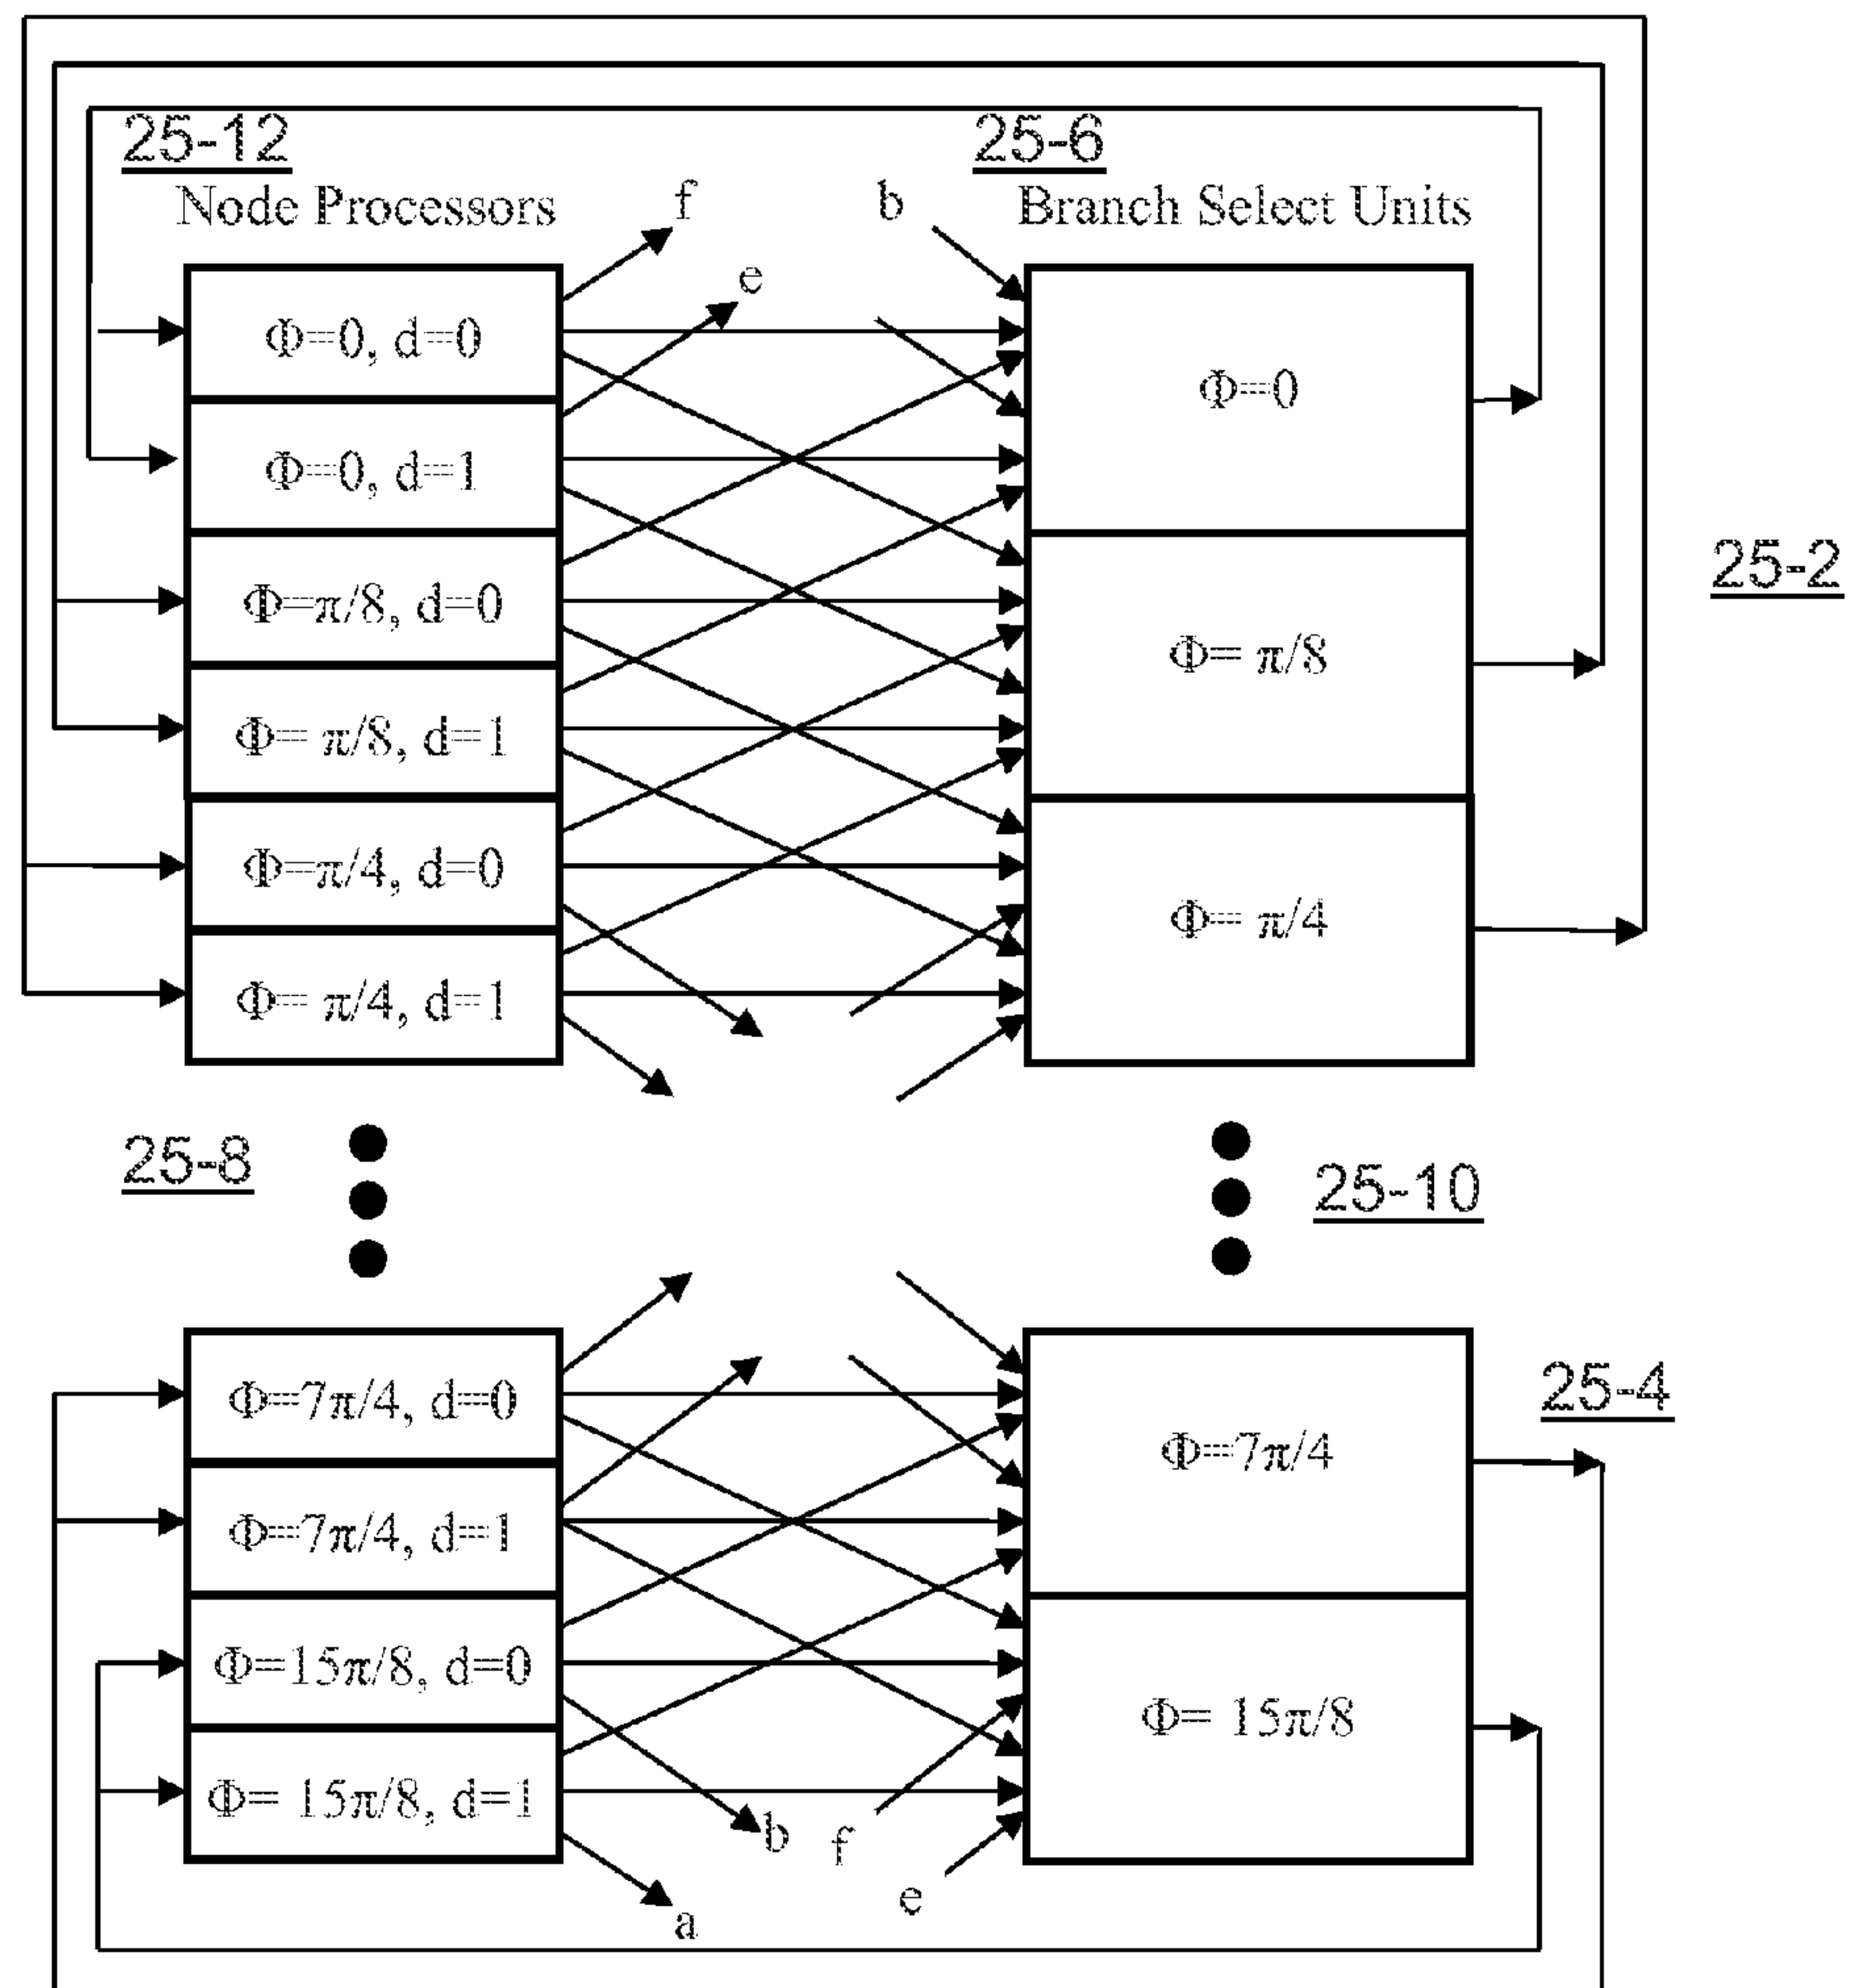 25-12
25-6
Node Processors
f
b
Branch Select Units
e
Φ=0, d=0
Φ=0
Φ=0, d=1
25-2
Φ=π/8, d=0
Φ= π/8
Φ= π/8, d=1
Φ=π/4, d=0
Φ= π/4
Φ= π/4, d=1
25-8
25-10
Φ=7π/4, d=0
25-4
Φ=7π/4
Φ=7π/4, d=1
Φ=15π/8, d=0
Φ= 15π/8
Φ= 15π/8, d=1
b
f
e
a